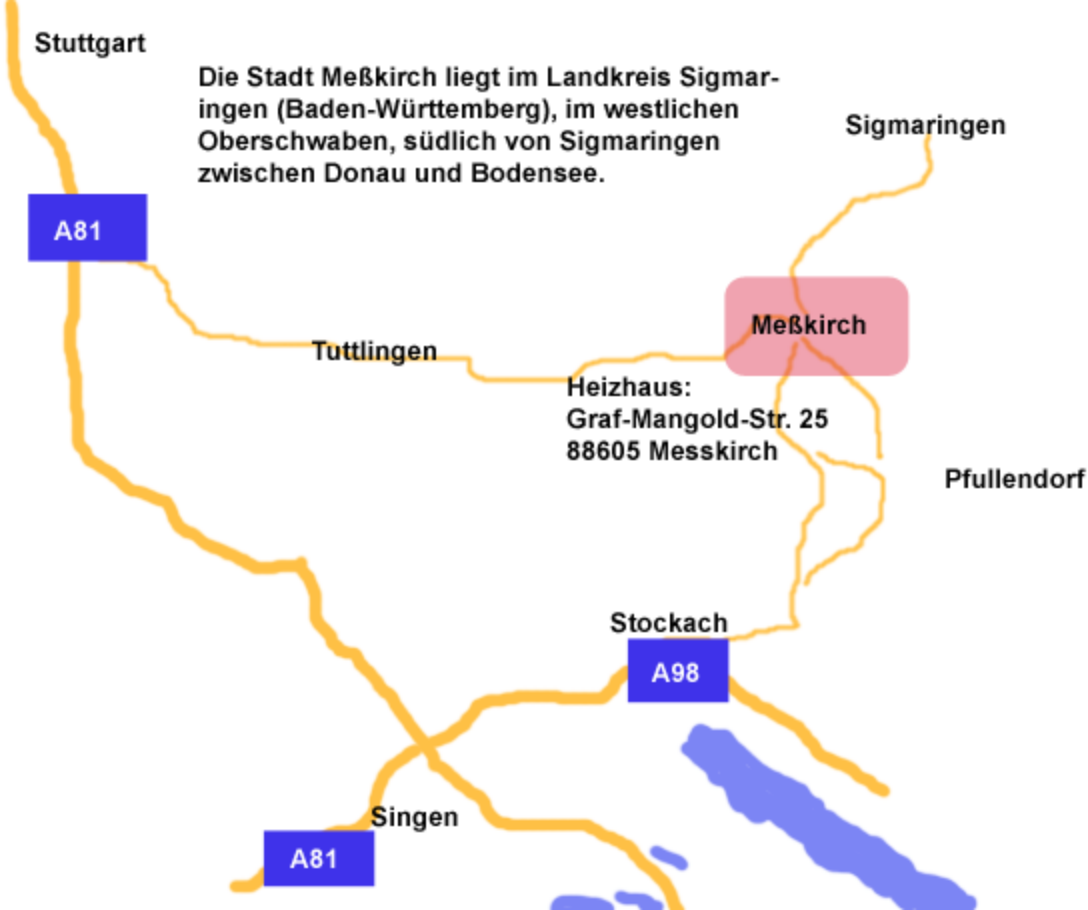 Stuttgart
Die Stadt Meßkirch liegt im Landkreis Sigmar-
ingen (Baden-Württemberg), im westlichen
Oberschwaben, südlich von Sigmaringen
zwischen Donau und Bodensee.
Sigmaringen
A81
Meßkirch
Tuttlingen
Heizhaus:
Graf-Mangold-Str. 25
88605 Messkirch
Pfullendorf
Stockach
A98
Singen
A81